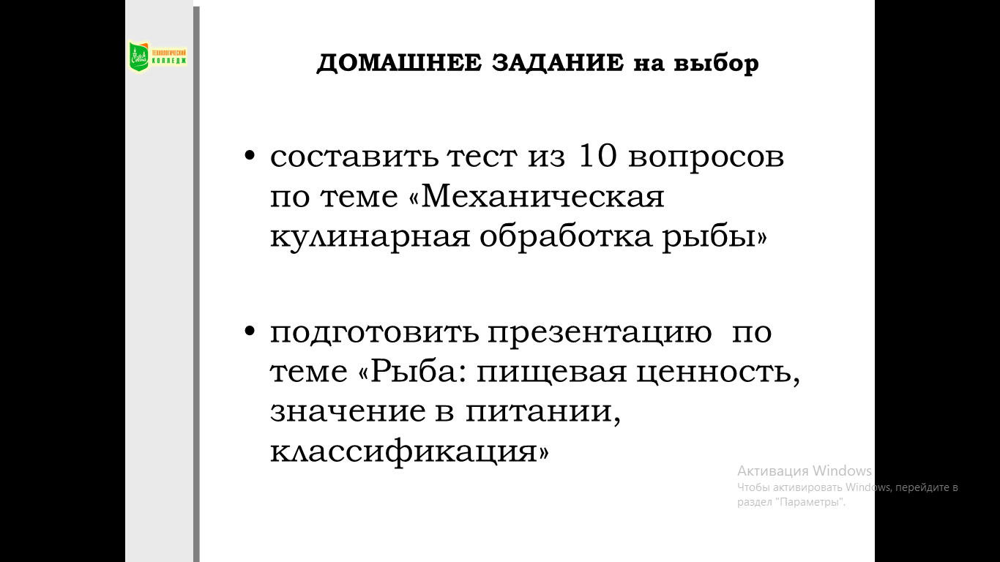 ТЕХНОЛОГИЧЕСКИЙ
КОЛЛЕДЖ
ДОМАШНЕЕ ЗАДАНИЕ на выбор
• составить тест из 10 вопросов
по теме «Механическая
кулинарная обработка рыбы»
• подготовить презентацию по
теме «Рыба: пищевая ценность,
значение в питании,
классификация»
Активация Windows
Чтобы активировать Windows, перейдите в
раздел "Параметры".